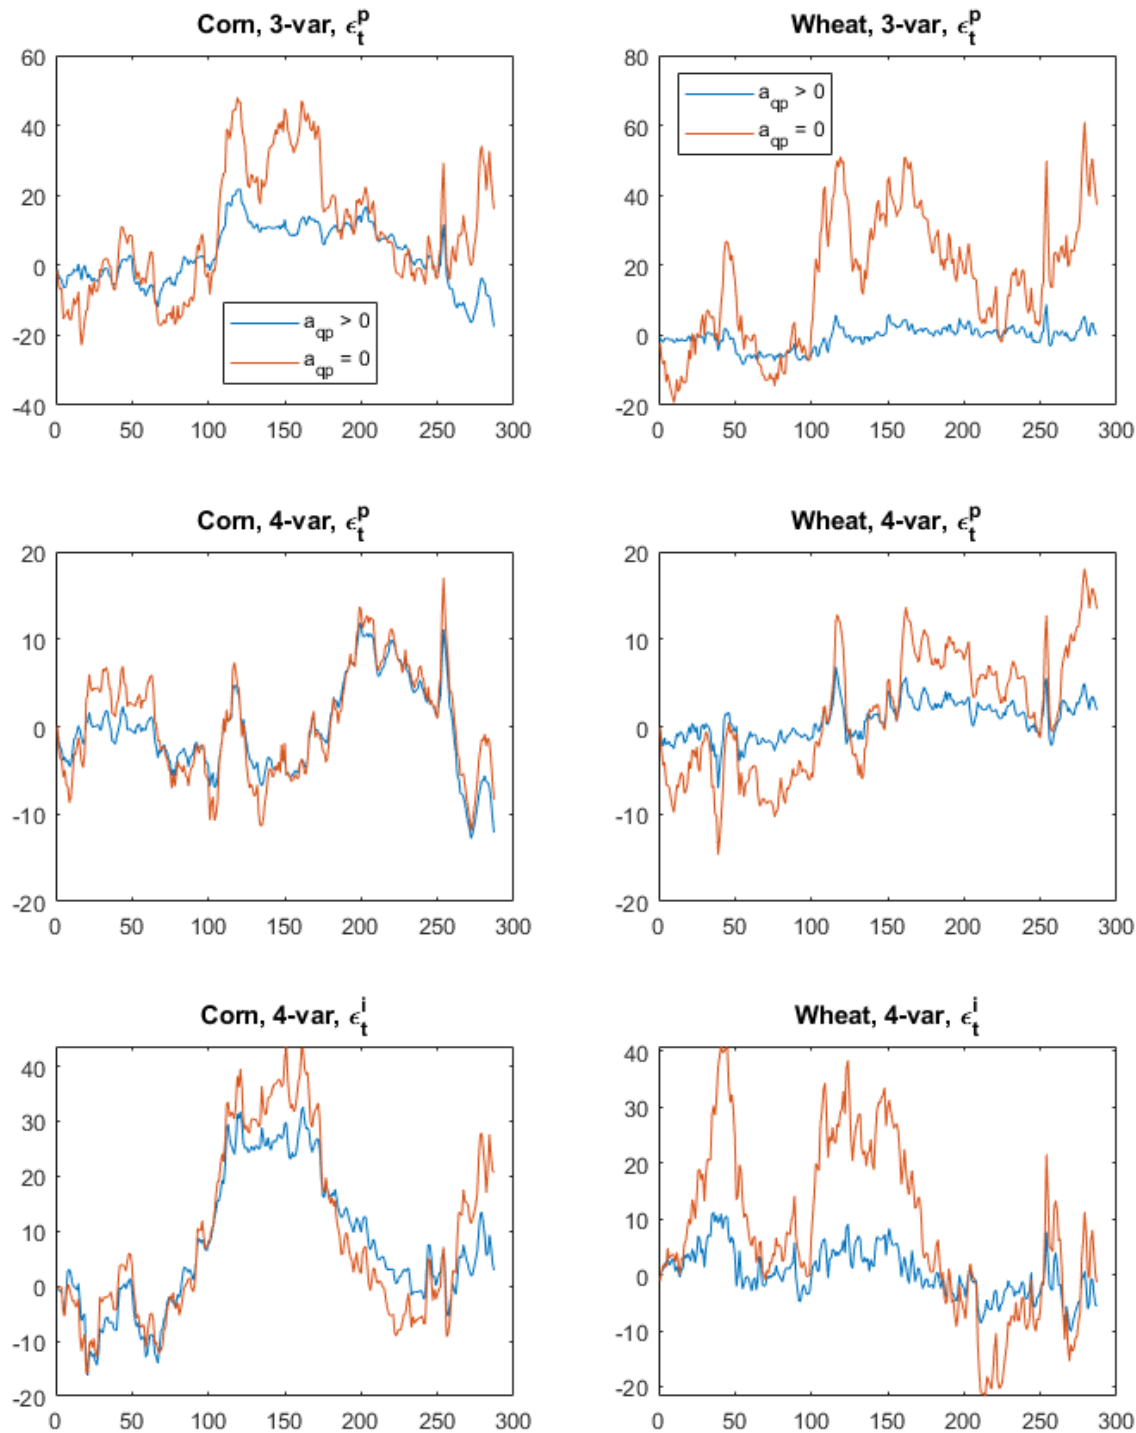 Corn, 3-var, ϵ_t^p
60
40
20
0
-20
-40
a_qp > 0
a_qp = 0
0 50 100 150 200 250 300
Wheat, 3-var, ϵ_t^p
80
60
40
20
0
-20
a_qp > 0
a_qp = 0
0 50 100 150 200 250 300
Corn, 4-var, ϵ_t^p
20
10
0
-10
-20
0 50 100 150 200 250 300
Wheat, 4-var, ϵ_t^p
20
10
0
-10
-20
0 50 100 150 200 250 300
Corn, 4-var, ϵ_t^i
40
30
20
10
0
-10
-20
0 50 100 150 200 250 300
Wheat, 4-var, ϵ_t^i
40
30
20
10
0
-10
-20
0 50 100 150 200 250 300